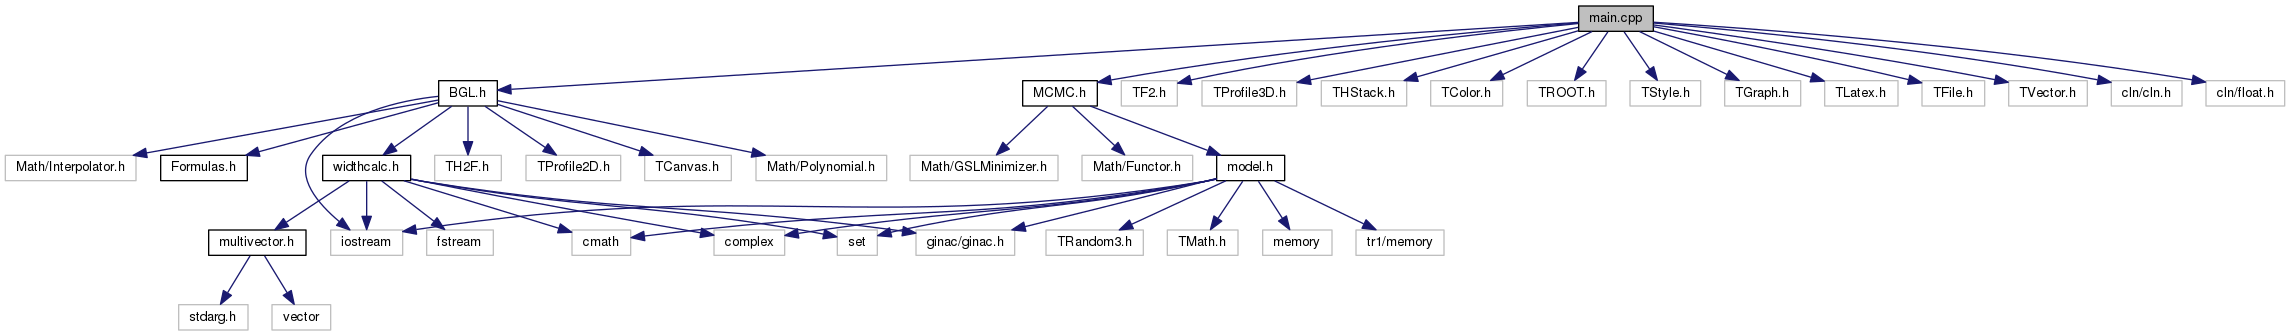 main.cpp
BGL.h
MCMC.h
TF2.h
TProfile3D.h
THStack.h
TColor.h
TROOT.h
TStyle.h
TGraph.h
TLatex.h
TFile.h
TVector.h
cln/cln.h
cln/float.h
Math/Interpolator.h
Formulas.h
widthcalc.h
TH2F.h
TProfile2D.h
TCanvas.h
Math/Polynomial.h
Math/GSLMinimizer.h
Math/Functor.h
model.h
multivector.h
iostream
fstream
cmath
complex
set
ginac/ginac.h
TRandom3.h
TMath.h
memory
tr1/memory
stdarg.h
vector